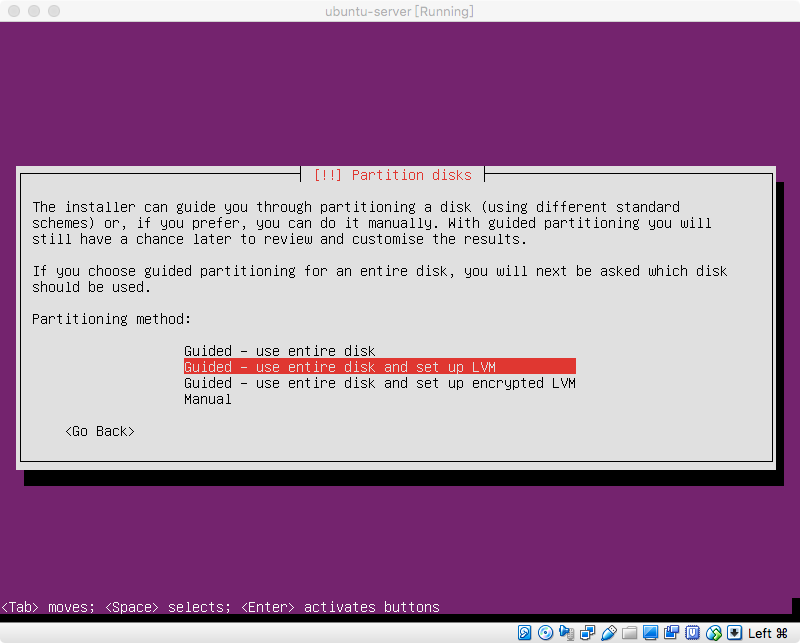 ubuntu-server [Running]
[!!] Partition disks
The installer can guide you through partitioning a disk (using different standard
schemes) or, if you prefer, you can do it manually. With guided partitioning you will
still have a chance later to review and customise the results.
If you choose guided partitioning for an entire disk, you will next be asked which disk
should be used.
Partitioning method:
Guided - use entire disk
Guided - use entire disk and set up LVM
Guided - use entire disk and set up encrypted LVM
Manual
<Go Back>
<Tab> moves; <Space> selects; <Enter> activates buttons
Left ⌘